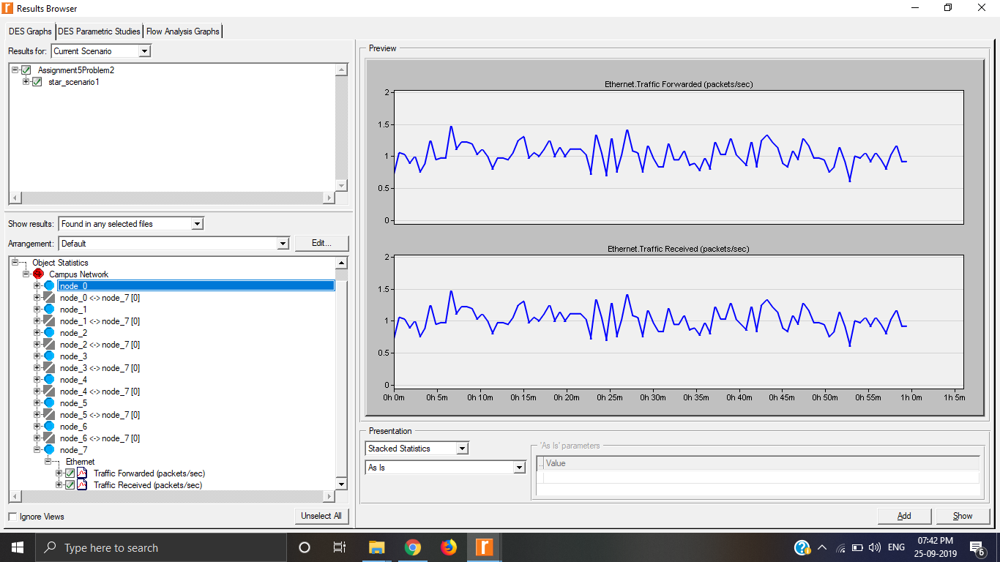 Results Browser
DES Graphs DES Parametric Studies Flow Analysis Graphs
Results for: Current Scenario
Assignment5Problem2
star_scenario1
Show results: Found in any selected files
Arrangement: Default Edit...
Object Statistics
Campus Network
node_0
node_0 <-> node_7 [0]
node_1
node_1 <-> node_7 [0]
node_2
node_2 <-> node_7 [0]
node_3
node_3 <-> node_7 [0]
node_4
node_4 <-> node_7 [0]
node_5
node_5 <-> node_7 [0]
node_6
node_6 <-> node_7 [0]
node_7
Ethernet
Traffic Forwarded (packets/sec)
Traffic Received (packets/sec)
Ignore Views Unselect All
Preview
Ethernet.Traffic Forwarded (packets/sec)
2
1.5
1
0.5
0
Ethernet.Traffic Received (packets/sec)
2
1.5
1
0.5
0
0h 0m 0h 5m 0h 10m 0h 15m 0h 20m 0h 25m 0h 30m 0h 35m 0h 40m 0h 45m 0h 50m 0h 55m 1h 0m 1h 5m
Presentation
Stacked Statistics
As Is
'As Is' parameters
.. Value
Add Show
Type here to search
ENG
07:42 PM
25-09-2019
6